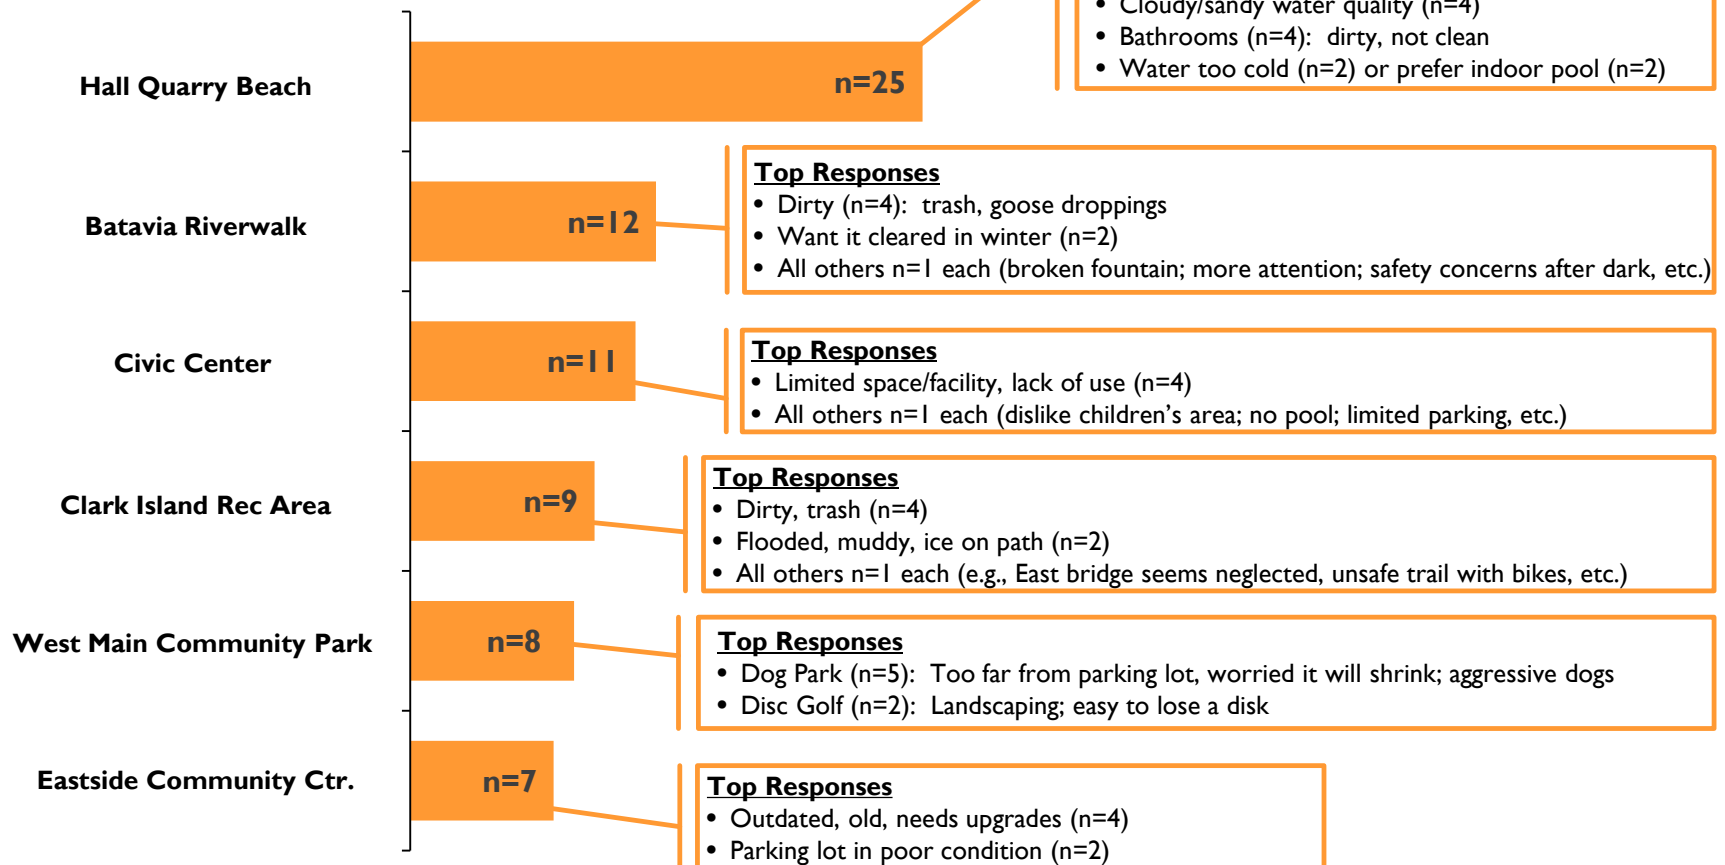 • Cloudy/sandy water quality (n=4)
• Bathrooms (n=4): dirty, not clean
• Water too cold (n=2) or prefer indoor pool (n=2)
Hall Quarry Beach
n=25
Batavia Riverwalk
n=12
Top Responses
• Dirty (n=4): trash, goose droppings
• Want it cleared in winter (n=2)
• All others n=1 each (broken fountain; more attention; safety concerns after dark, etc.)
Civic Center
n=11
Top Responses
• Limited space/facility, lack of use (n=4)
• All others n=1 each (dislike children’s area; no pool; limited parking, etc.)
Clark Island Rec Area
n=9
Top Responses
• Dirty, trash (n=4)
• Flooded, muddy, ice on path (n=2)
• All others n=1 each (e.g., East bridge seems neglected, unsafe trail with bikes, etc.)
West Main Community Park
n=8
Top Responses
• Dog Park (n=5): Too far from parking lot, worried it will shrink; aggressive dogs
• Disc Golf (n=2): Landscaping; easy to lose a disk
Eastside Community Ctr.
n=7
Top Responses
• Outdated, old, needs upgrades (n=4)
• Parking lot in poor condition (n=2)